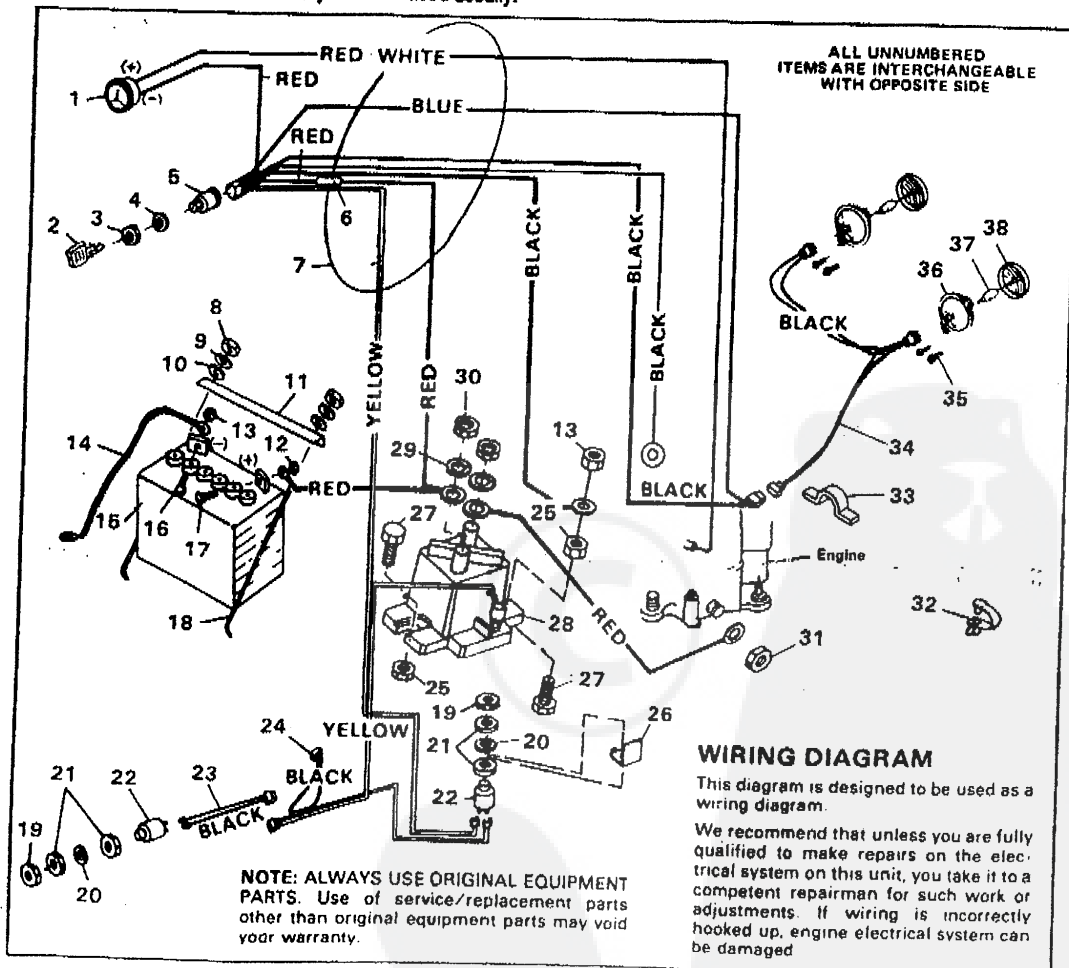 RED WHITE
ALL UNNUMBERED
ITEMS ARE INTERCHANGEABLE
WITH OPPOSITE SIDE
(+)
1
(-)
RED
BLUE
RED
5
4
3
2
6
7
BLACK
BLACK
BLACK
38
37
36
BLACK
35
34
8
9
10
11
YELLOW
RED
30
13
13
12
29
14
(-)
(+)
RED
BLACK
33
15
16
17
27
25
Engine
18
28
RED
32
31
25
27
19
26
YELLOW
24
21
20
BLACK
21
22
23
22
BLACK
19
20
WIRING DIAGRAM
This diagram is designed to be used as a
wiring diagram.
We recommend that unless you are fully
qualified to make repairs on the elec-
trical system on this unit, you take it to a
competent repairman for such work or
adjustments. If wiring is incorrectly
hooked up, engine electrical system can
be damaged
NOTE: ALWAYS USE ORIGINAL EQUIPMENT
PARTS. Use of service/replacement parts
other than original equipment parts may void
your warranty.